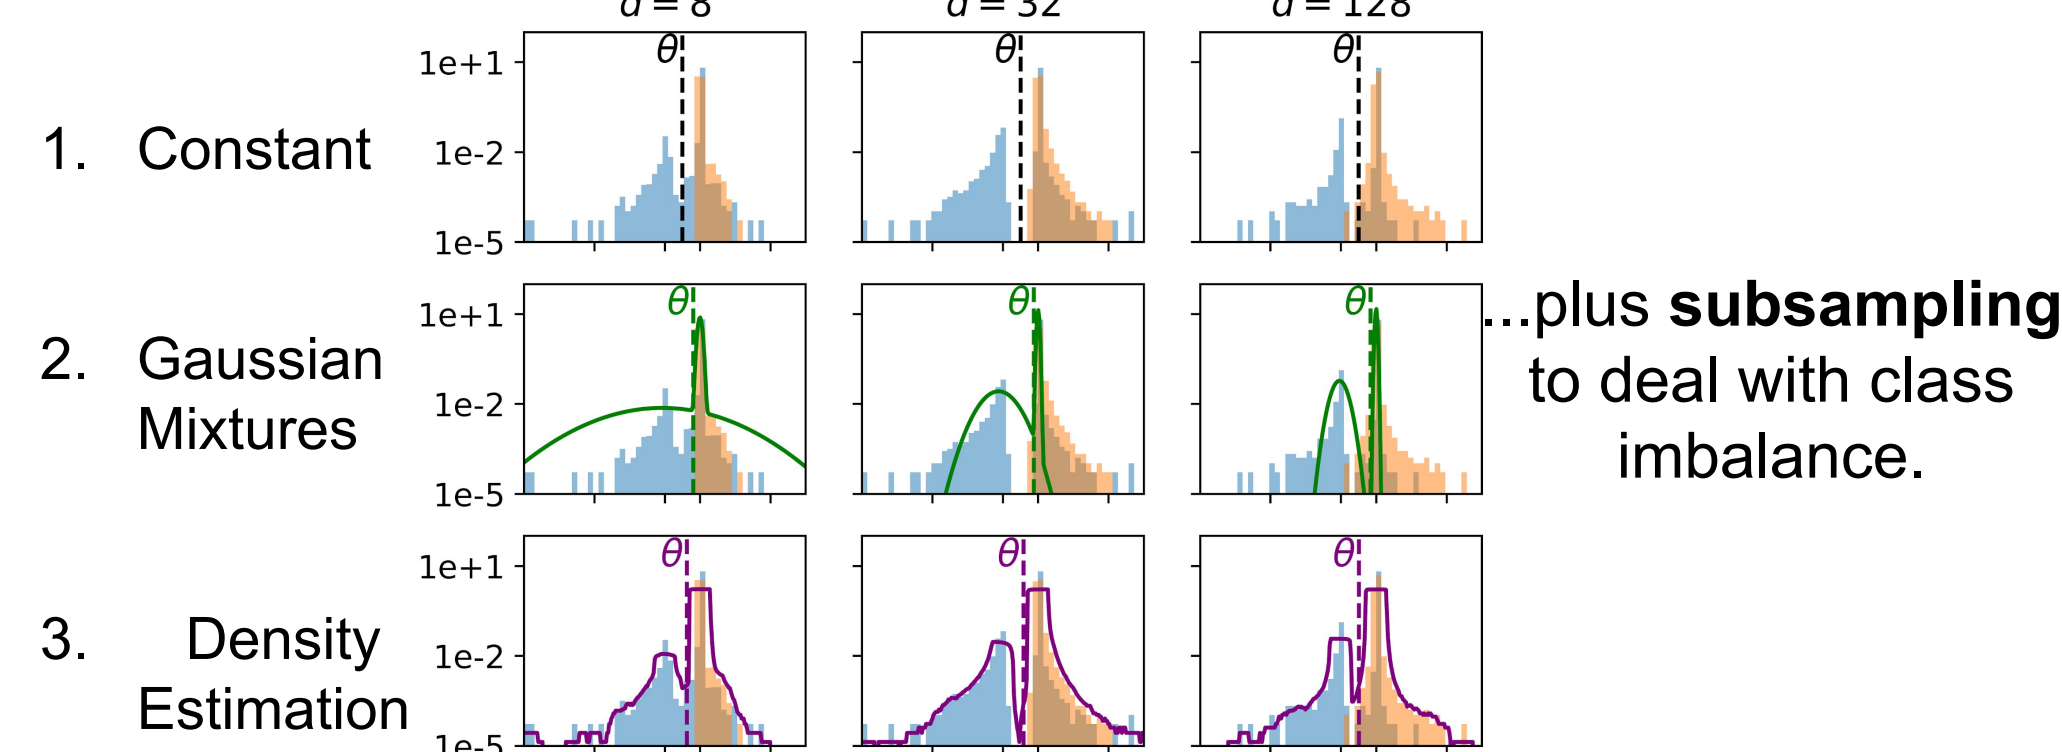 d = 8 d = 32 d = 128
θ θ θ
1e+1
1. Constant
1e-2
1e-5
θ θ θ
1e+1
...plus subsampling
2. Gaussian
to deal with class
1e-2
Mixtures
imbalance.
1e-5
θ θ θ
1e+1
3. Density
1e-2
Estimation
1e-5